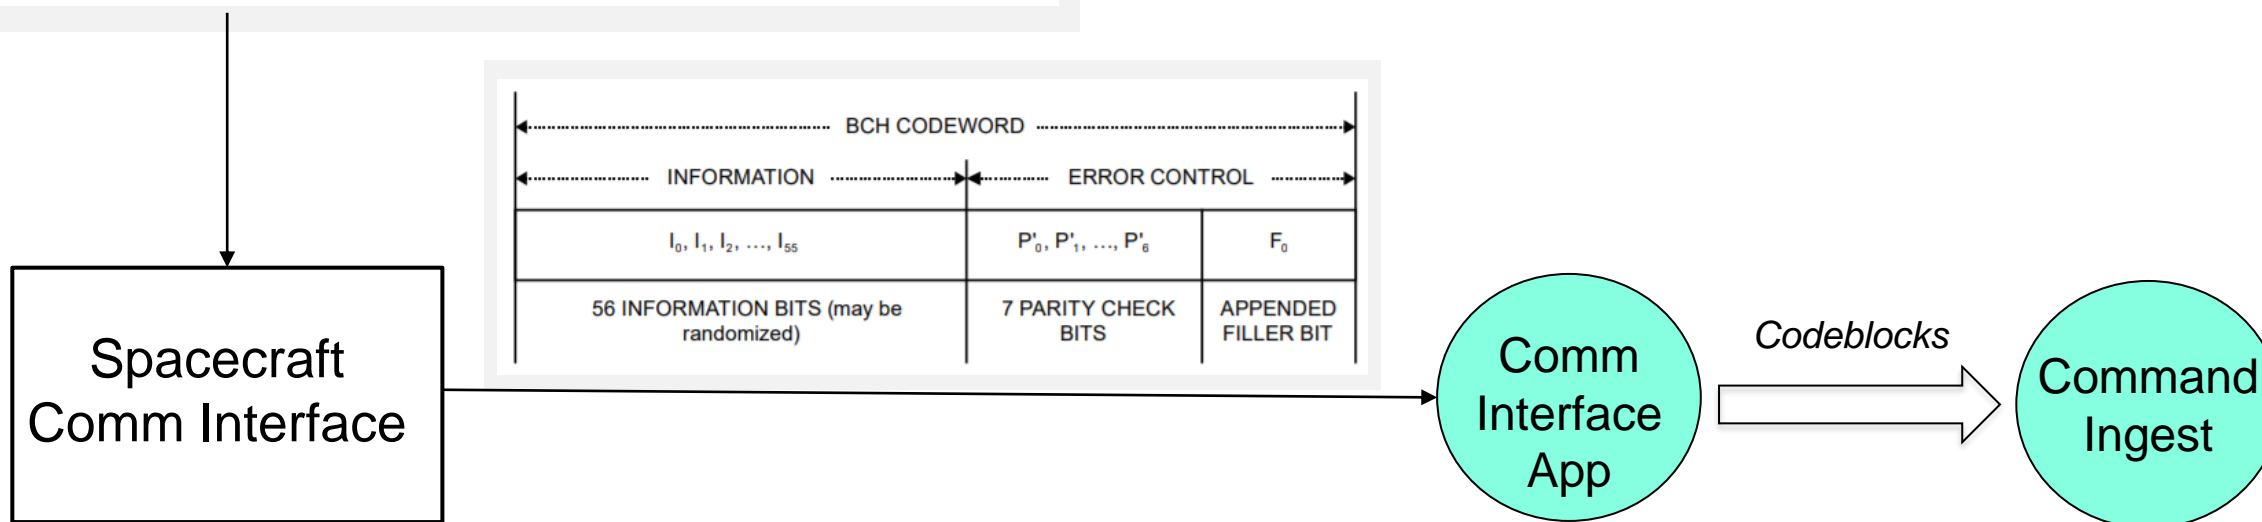 BCH CODEWORD
INFORMATION
ERROR CONTROL
I₀, I₁, I₂, …, I₅₅
P'₀, P'₁, …, P'₆
F₀
56 INFORMATION BITS (may be
randomized)
7 PARITY CHECK
BITS
APPENDED
FILLER BIT
Spacecraft
Comm Interface
Comm
Interface
App
Codeblocks
Command
Ingest